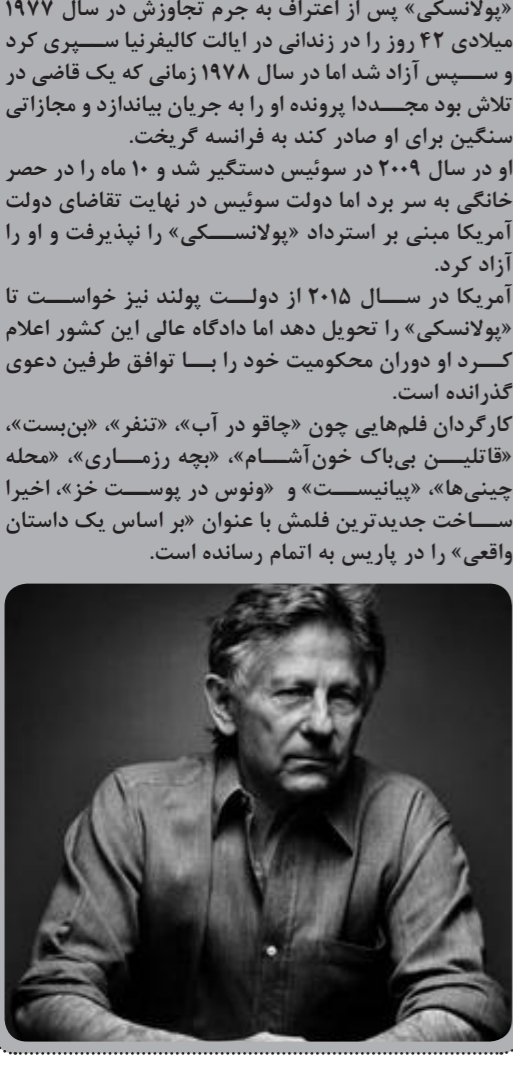 «پولانسکی» پس از اعتراف به جرم تجاوزش در سال ۱۹۷۷
میلادی ۴۲ روز را در زندانی در ایالت کالیفرنیا سپری کرد
و سپس آزاد شد اما در سال ۱۹۷۸ زمانی که یک قاضی در
تلاش بود مجددا پرونده او را به جریان بیاندازد و مجازاتی
سنگین برای او صادر کند به فرانسه گریخت.
او در سال ۲۰۰۹ در سوئیس دستگیر شد و ۱۰ ماه را در حصر
خانگی به سر برد اما دولت سوئیس در نهایت تقاضای دولت
آمریکا مبنی بر استرداد «پولانسکی» را نپذیرفت و او را
آزاد کرد.
آمریکا در سال ۲۰۱۵ از دولت پولند نیز خواست تا
«پولانسکی» را تحویل دهد اما دادگاه عالی این کشور اعلام
کرد او دوران محکومیت خود را با توافق طرفین دعوی
گذرانده است.
کارگردان فلم‌هایی چون «چاقو در آب»، «تنفر»، «بن‌بست»،
«قاتلین بی‌باک خون‌آشام»، «بچه رزماری»، «محله
چینی‌ها»، «پیانیست» و «ونوس در پوست خز»، اخیرا
ساخت جدیدترین فلمش با عنوان «بر اساس یک داستان
واقعی» را در پاریس به اتمام رسانده است.